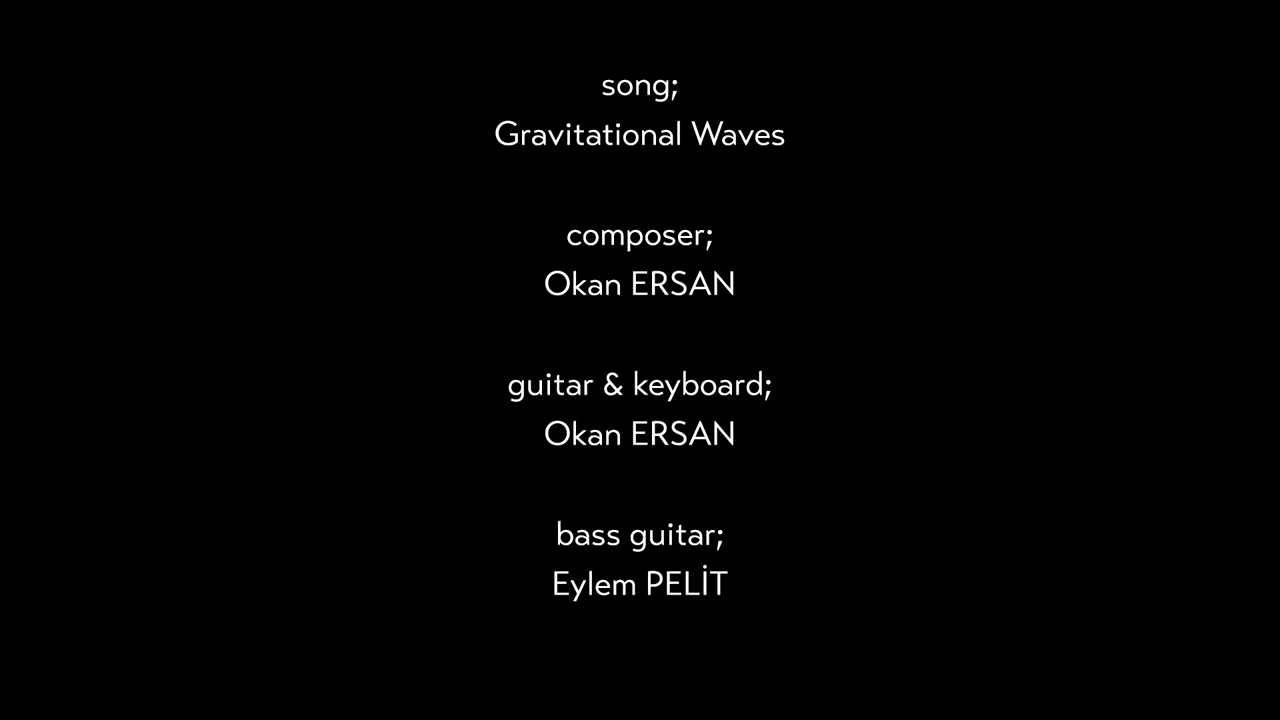 song;
Gravitational Waves
composer;
Okan ERSAN
guitar & keyboard;
Okan ERSAN
bass guitar;
Eylem PELİT